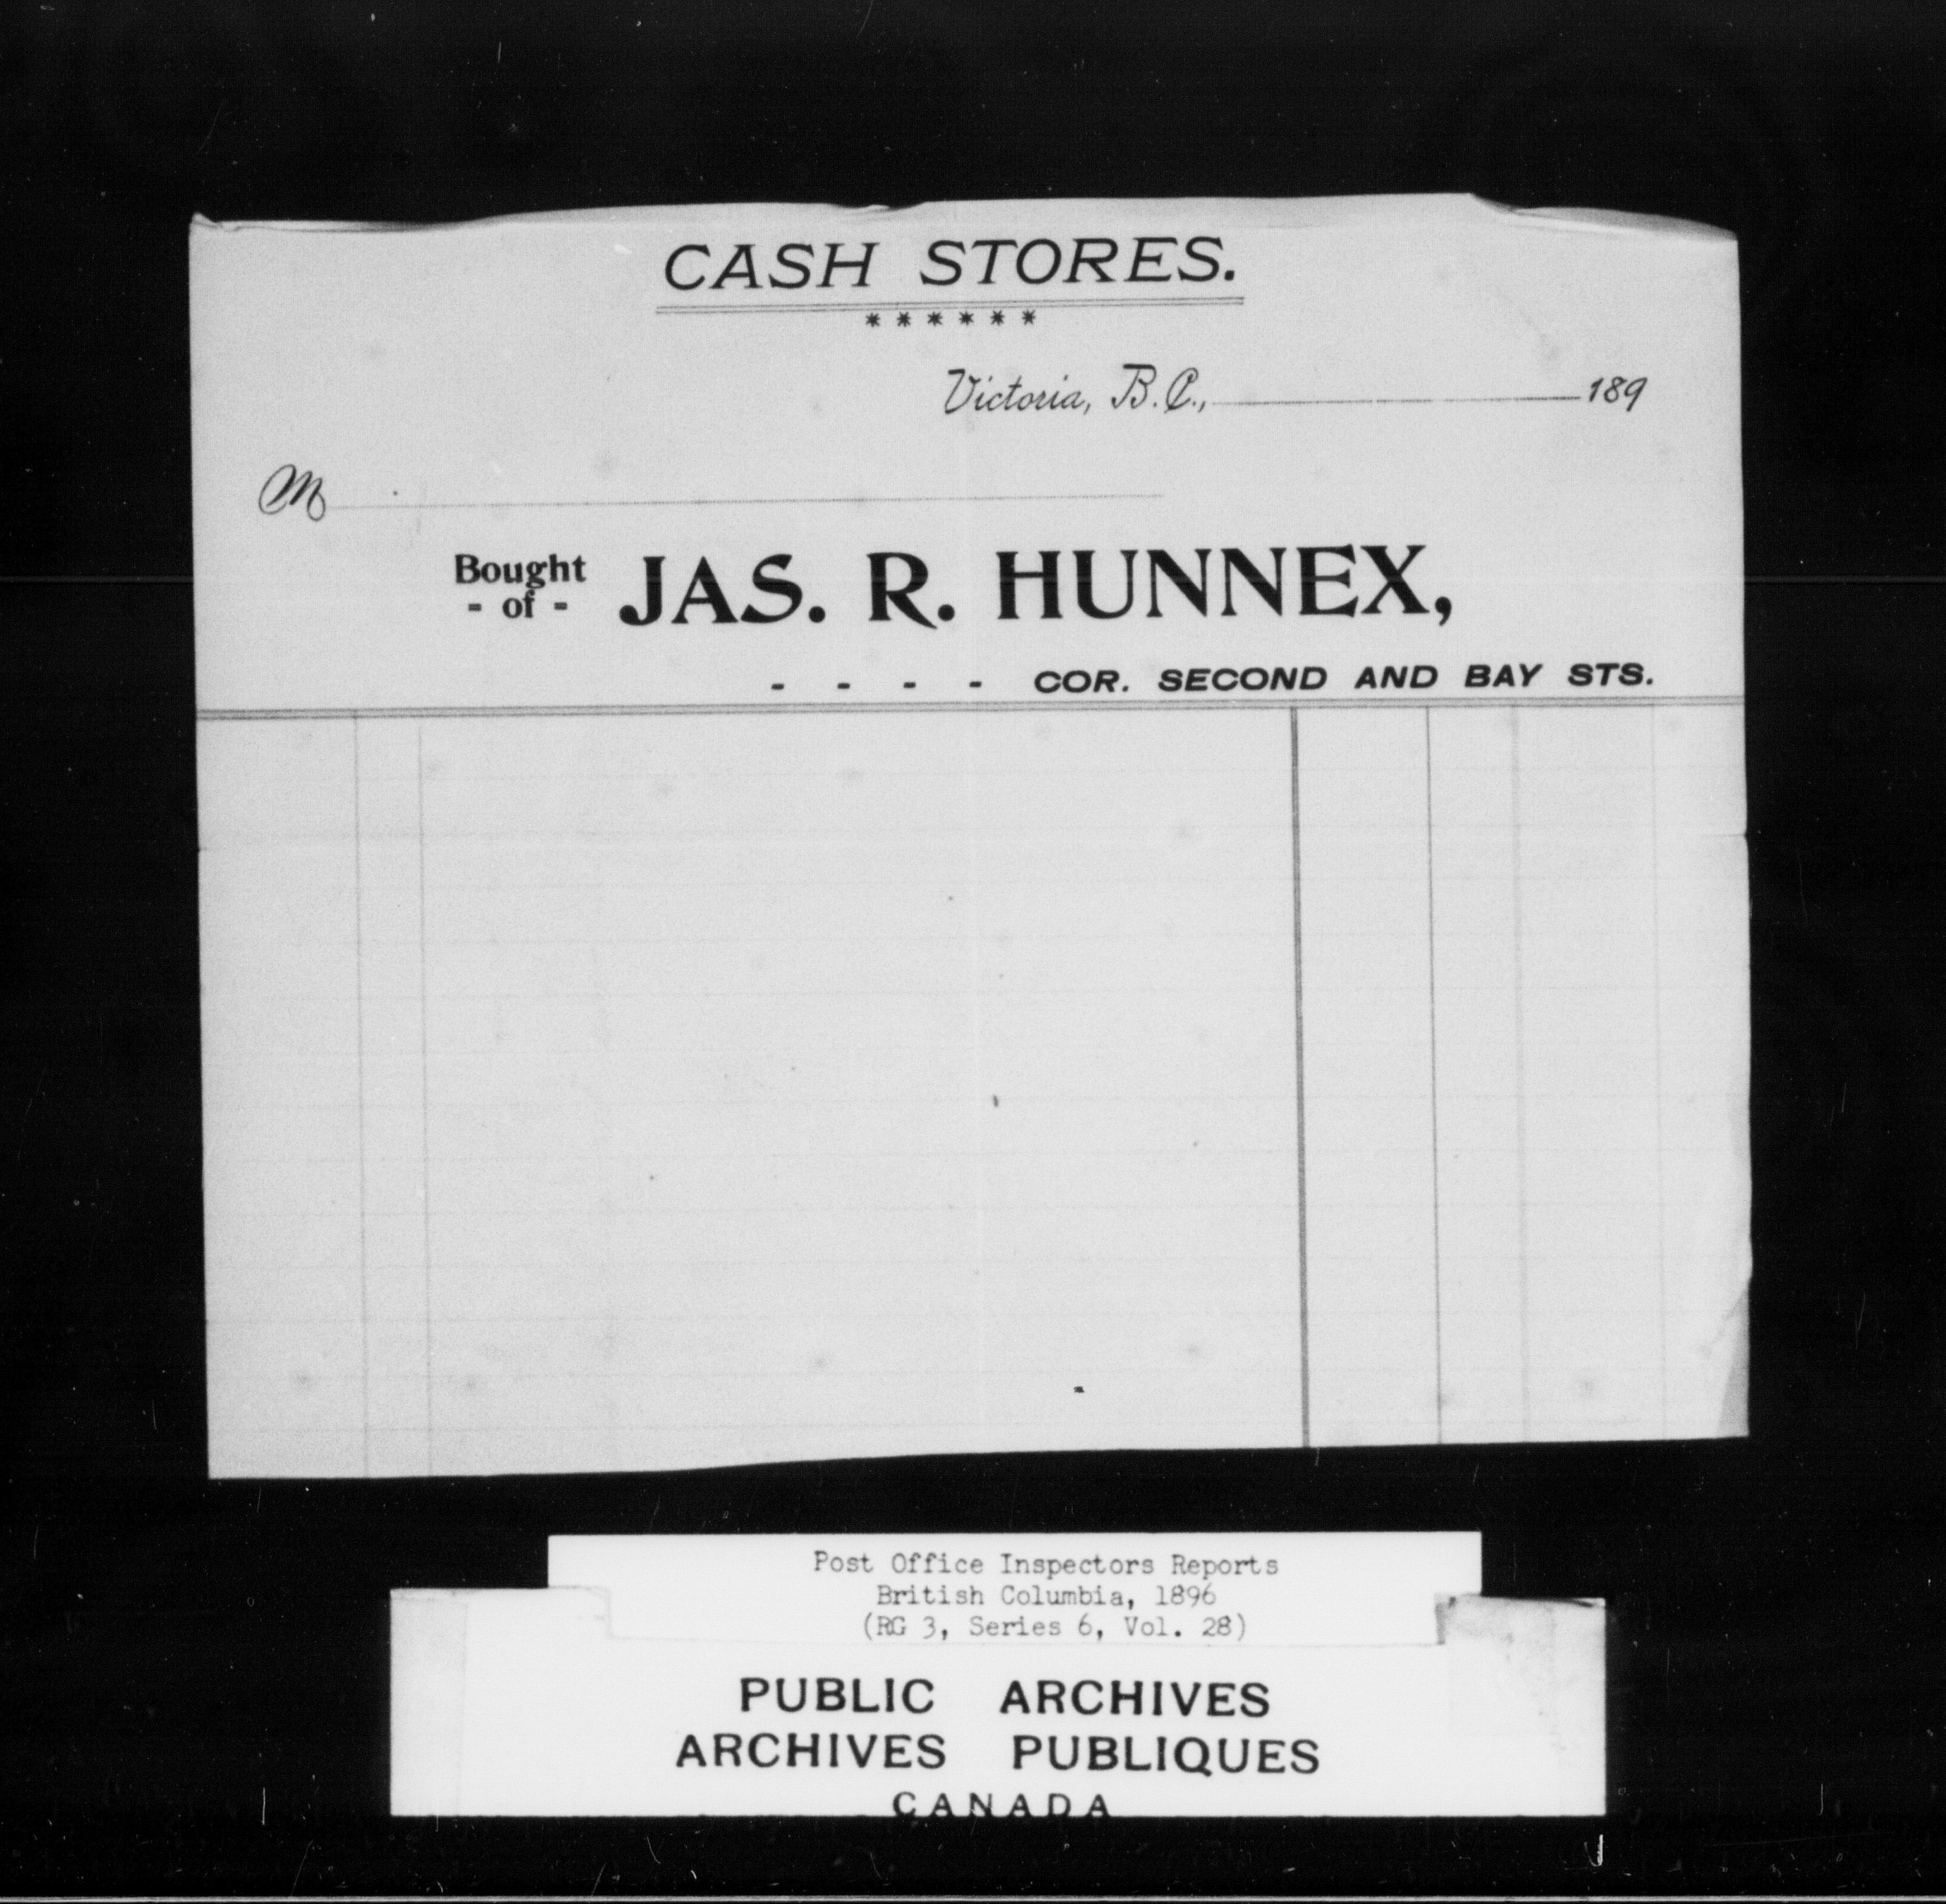 CASH STORES.
******
Victoria, B.C., 189
M
Bought
- of - JAS. R. HUNNEX,
- - - - COR. SECOND AND BAY STS.
Post Office Inspectors Reports
British Columbia, 1896
(RG 3, Series 6, Vol. 28)
PUBLIC ARCHIVES
ARCHIVES PUBLIQUES
CANADA